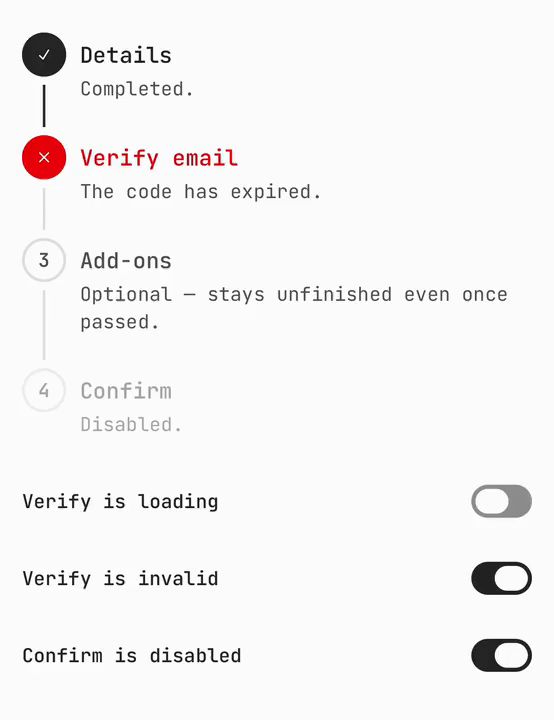 Details
Completed.
Verify email
The code has expired.
3
Add-ons
Optional — stays unfinished even once
passed.
4
Confirm
Disabled.
Verify is loading
Verify is invalid
Confirm is disabled